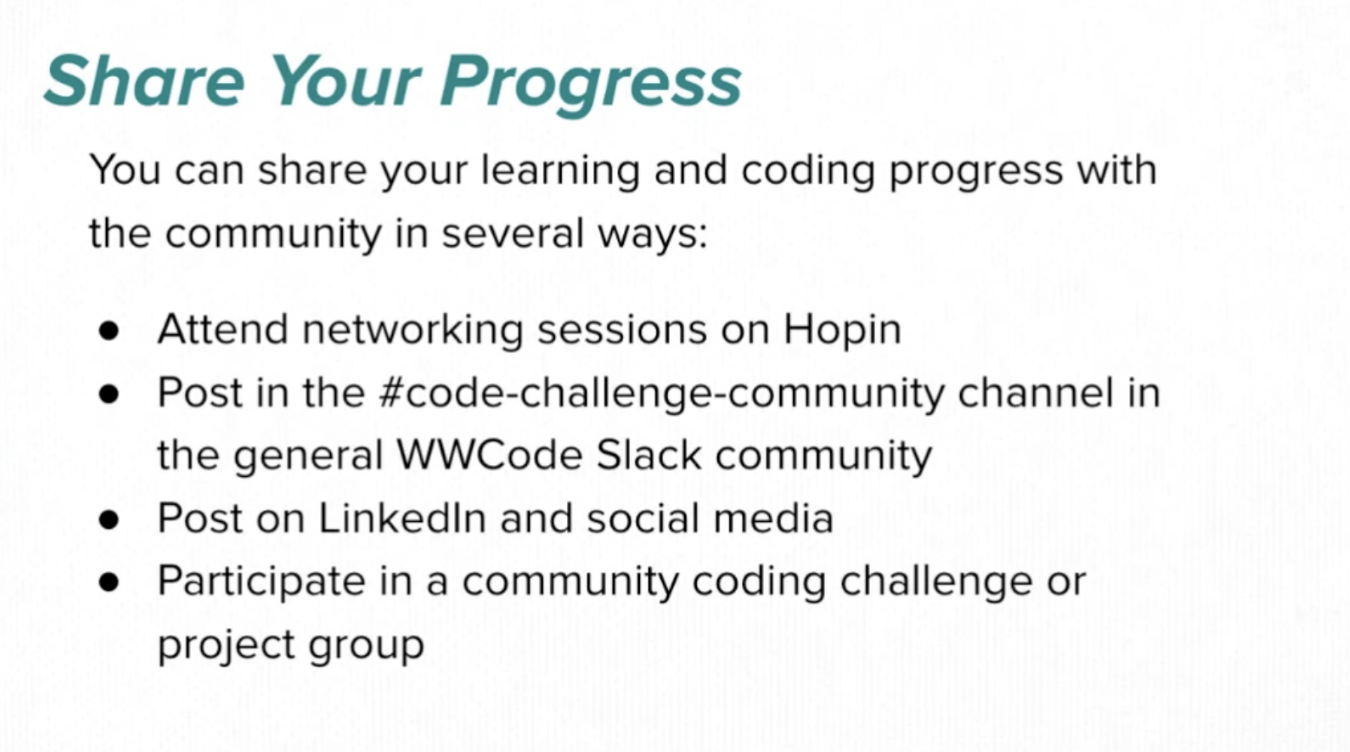 Share Your Progress
You can share your learning and coding progress with
the community in several ways:
● Attend networking sessions on Hopin
● Post in the #code-challenge-community channel in
the general WWCode Slack community
● Post on LinkedIn and social media
● Participate in a community coding challenge or
project group